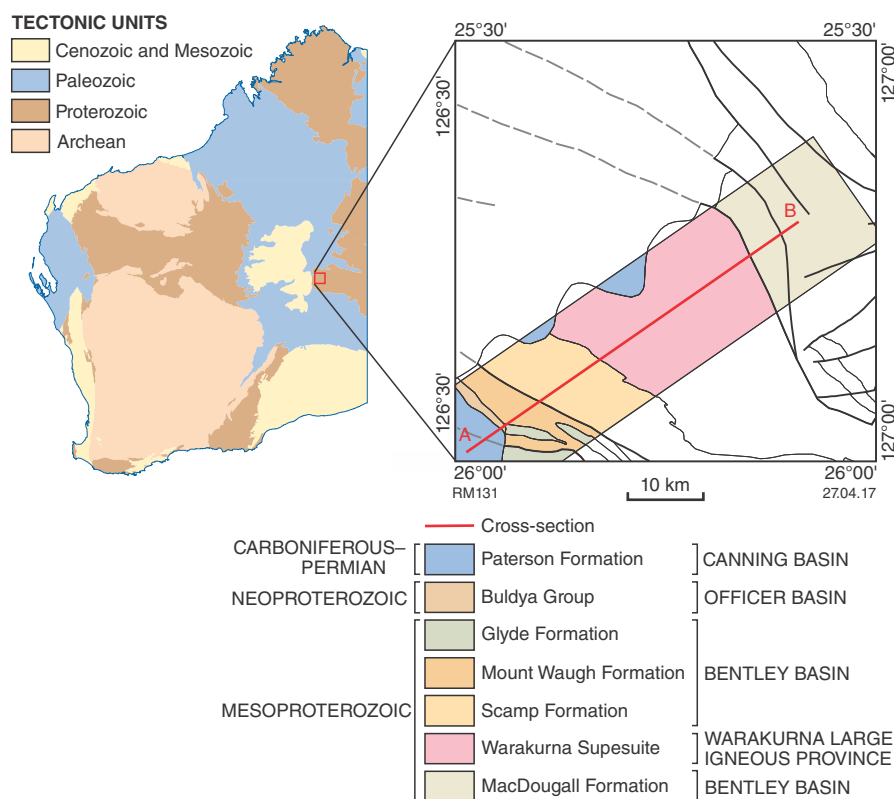 TECTONIC UNITS
Cenozoic and Mesozoic
Paleozoic
Proterozoic
Archean
25°30'
25°30'
126°30'
127°00'
B
A
126°30'
127°00'
26°00'
26°00'
RM131
10 km
27.04.17
Cross-section
CARBONIFEROUS–
PERMIAN
Paterson Formation
CANNING BASIN
NEOPROTEROZOIC
Buldya Group
OFFICER BASIN
MESOPROTEROZOIC
Glyde Formation
Mount Waugh Formation
Scamp Formation
BENTLEY BASIN
Warakurna Supesuite
WARAKURNA LARGE
IGNEOUS PROVINCE
MacDougall Formation
BENTLEY BASIN